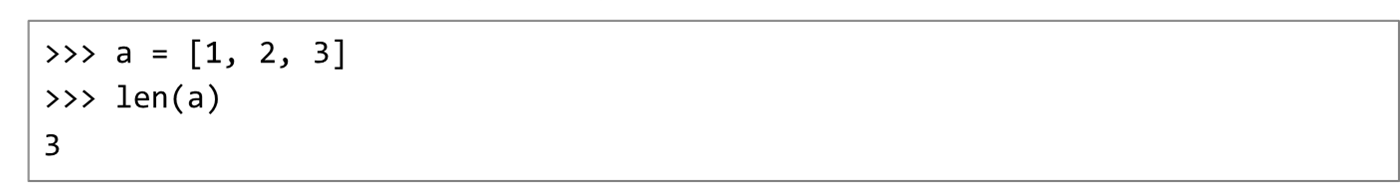 >>> a = [1, 2, 3]
>>> len(a)
3